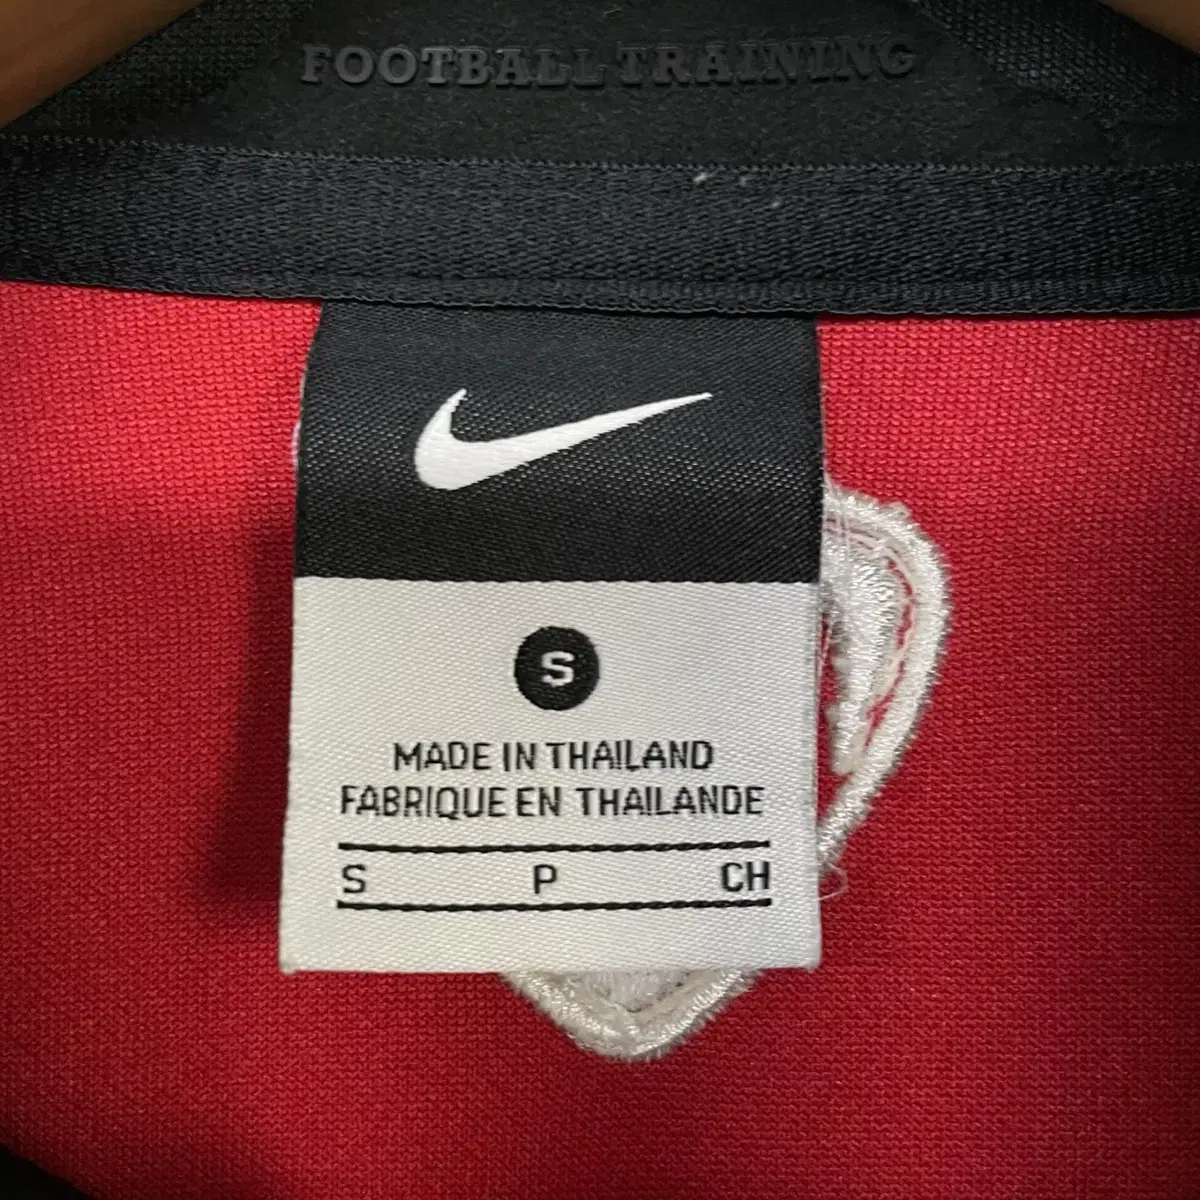 FOOTBALL TRAINING
S
MADE IN THAILAND
FABRIQUE EN THAILANDE
S P CH